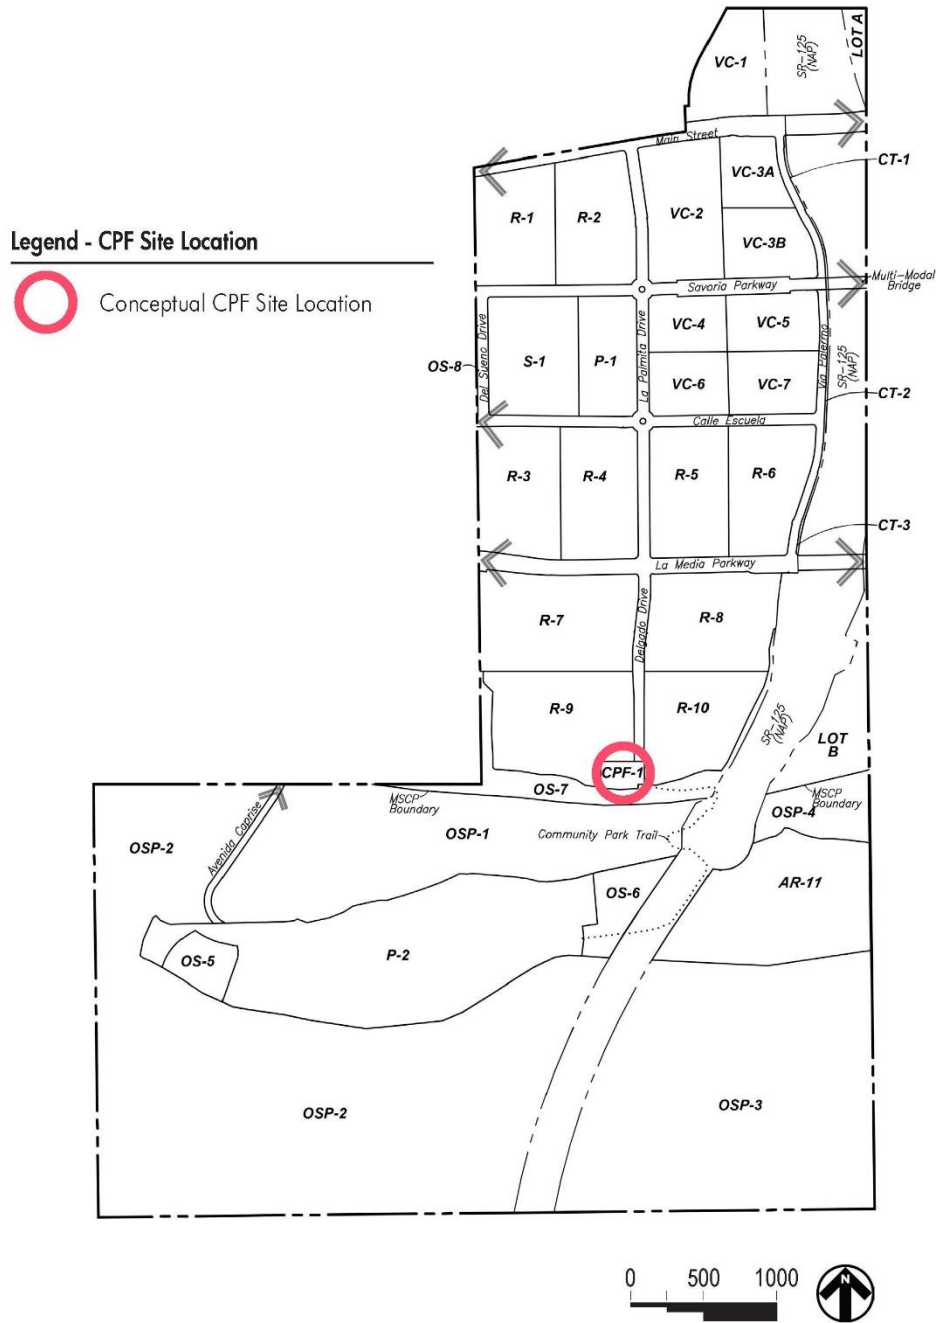 VC-1
SR-125
(NAP)
LOT A
Main Street
CT-1
VC-3A
R-1
R-2
VC-2
VC-3B
Legend - CPF Site Location
Conceptual CPF Site Location
Multi-Modal
Bridge
Savoria Parkway
Del Sueno Drive
La Palmita Drive
VC-4
VC-5
Via Palermo
SR-125
(NAP)
OS-8
S-1
P-1
VC-6
VC-7
CT-2
Calle Escuela
R-3
R-4
R-5
R-6
CT-3
La Media Parkway
Delgado Drive
R-7
R-8
R-9
R-10
SR-125
(NAP)
LOT
B
CPF-1
OS-7
MSCP
Boundary
MSCP
Boundary
OSP-4
Avenida Caprise
OSP-1
Community Park Trail
OSP-2
AR-11
OS-6
OS-5
P-2
OSP-2
OSP-3
0 500 1000
N